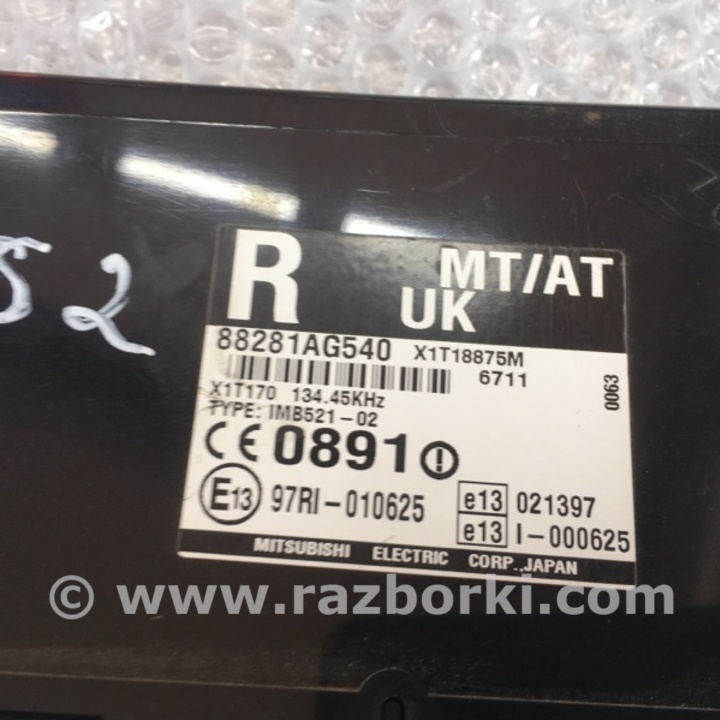 52
R MT/AT
UK
88281AG540 X1T18875M
6711
0063
X1T170 134.45KHz
TYPE: IMB521-02
CE 0891
E13 97RI-010625 e13 021397
e13 I-000625
MITSUBISHI ELECTRIC CORP.,JAPAN
© www.razborki.com